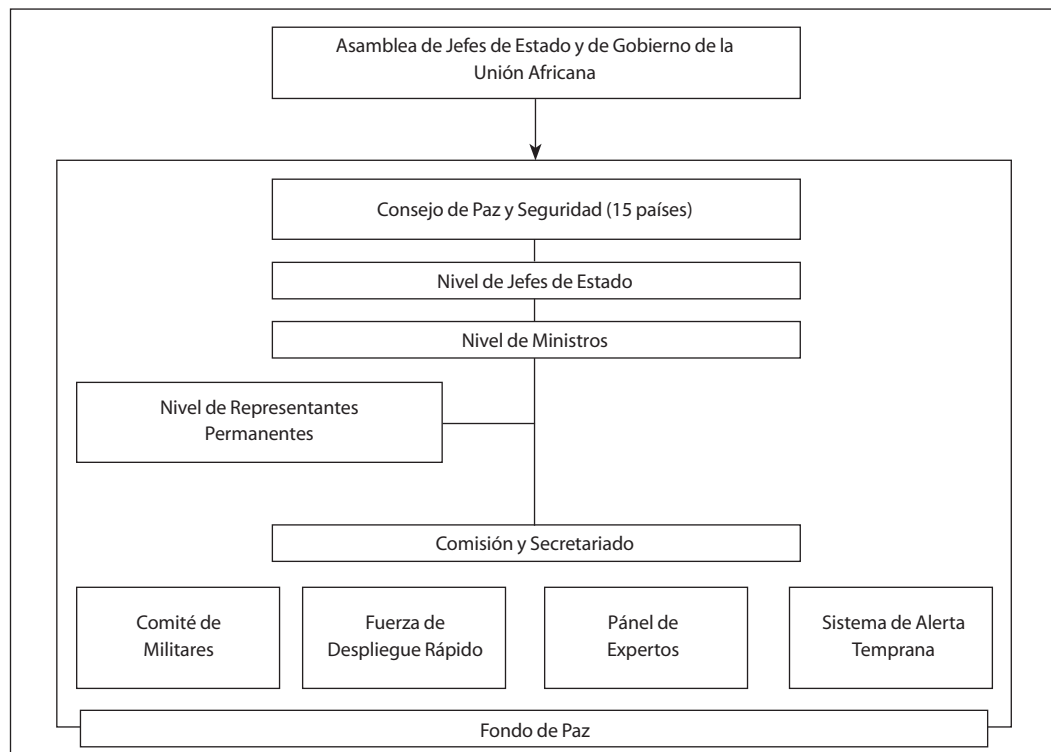 Asamblea de Jefes de Estado y de Gobierno de la
Unión Africana
Consejo de Paz y Seguridad (15 países)
Nivel de Jefes de Estado
Nivel de Ministros
Nivel de Representantes
Permanentes
Comisión y Secretariado
Comité de
Militares
Fuerza de
Despliegue Rápido
Pánel de
Expertos
Sistema de Alerta
Temprana
Fondo de Paz